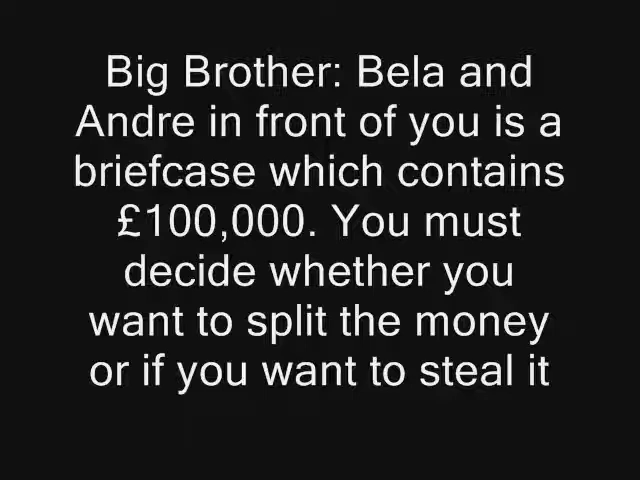 Big Brother: Bela and
Andre in front of you is a
briefcase which contains
£100,000. You must
decide whether you
want to split the money
or if you want to steal it